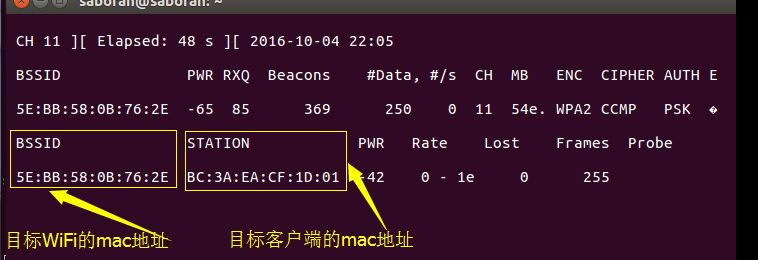 saboran@saboran: ~
CH 11 ][ Elapsed: 48 s ][ 2016-10-04 22:05
BSSID PWR RXQ Beacons #Data, #/s CH MB ENC CIPHER AUTH E
5E:BB:58:0B:76:2E -65 85 369 250 0 11 54e. WPA2 CCMP PSK �
BSSID STATION PWR Rate Lost Frames Probe
5E:BB:58:0B:76:2E BC:3A:EA:CF:1D:01 -42 0 - 1e 0 255
目标WiFi的mac地址 目标客户端的mac地址